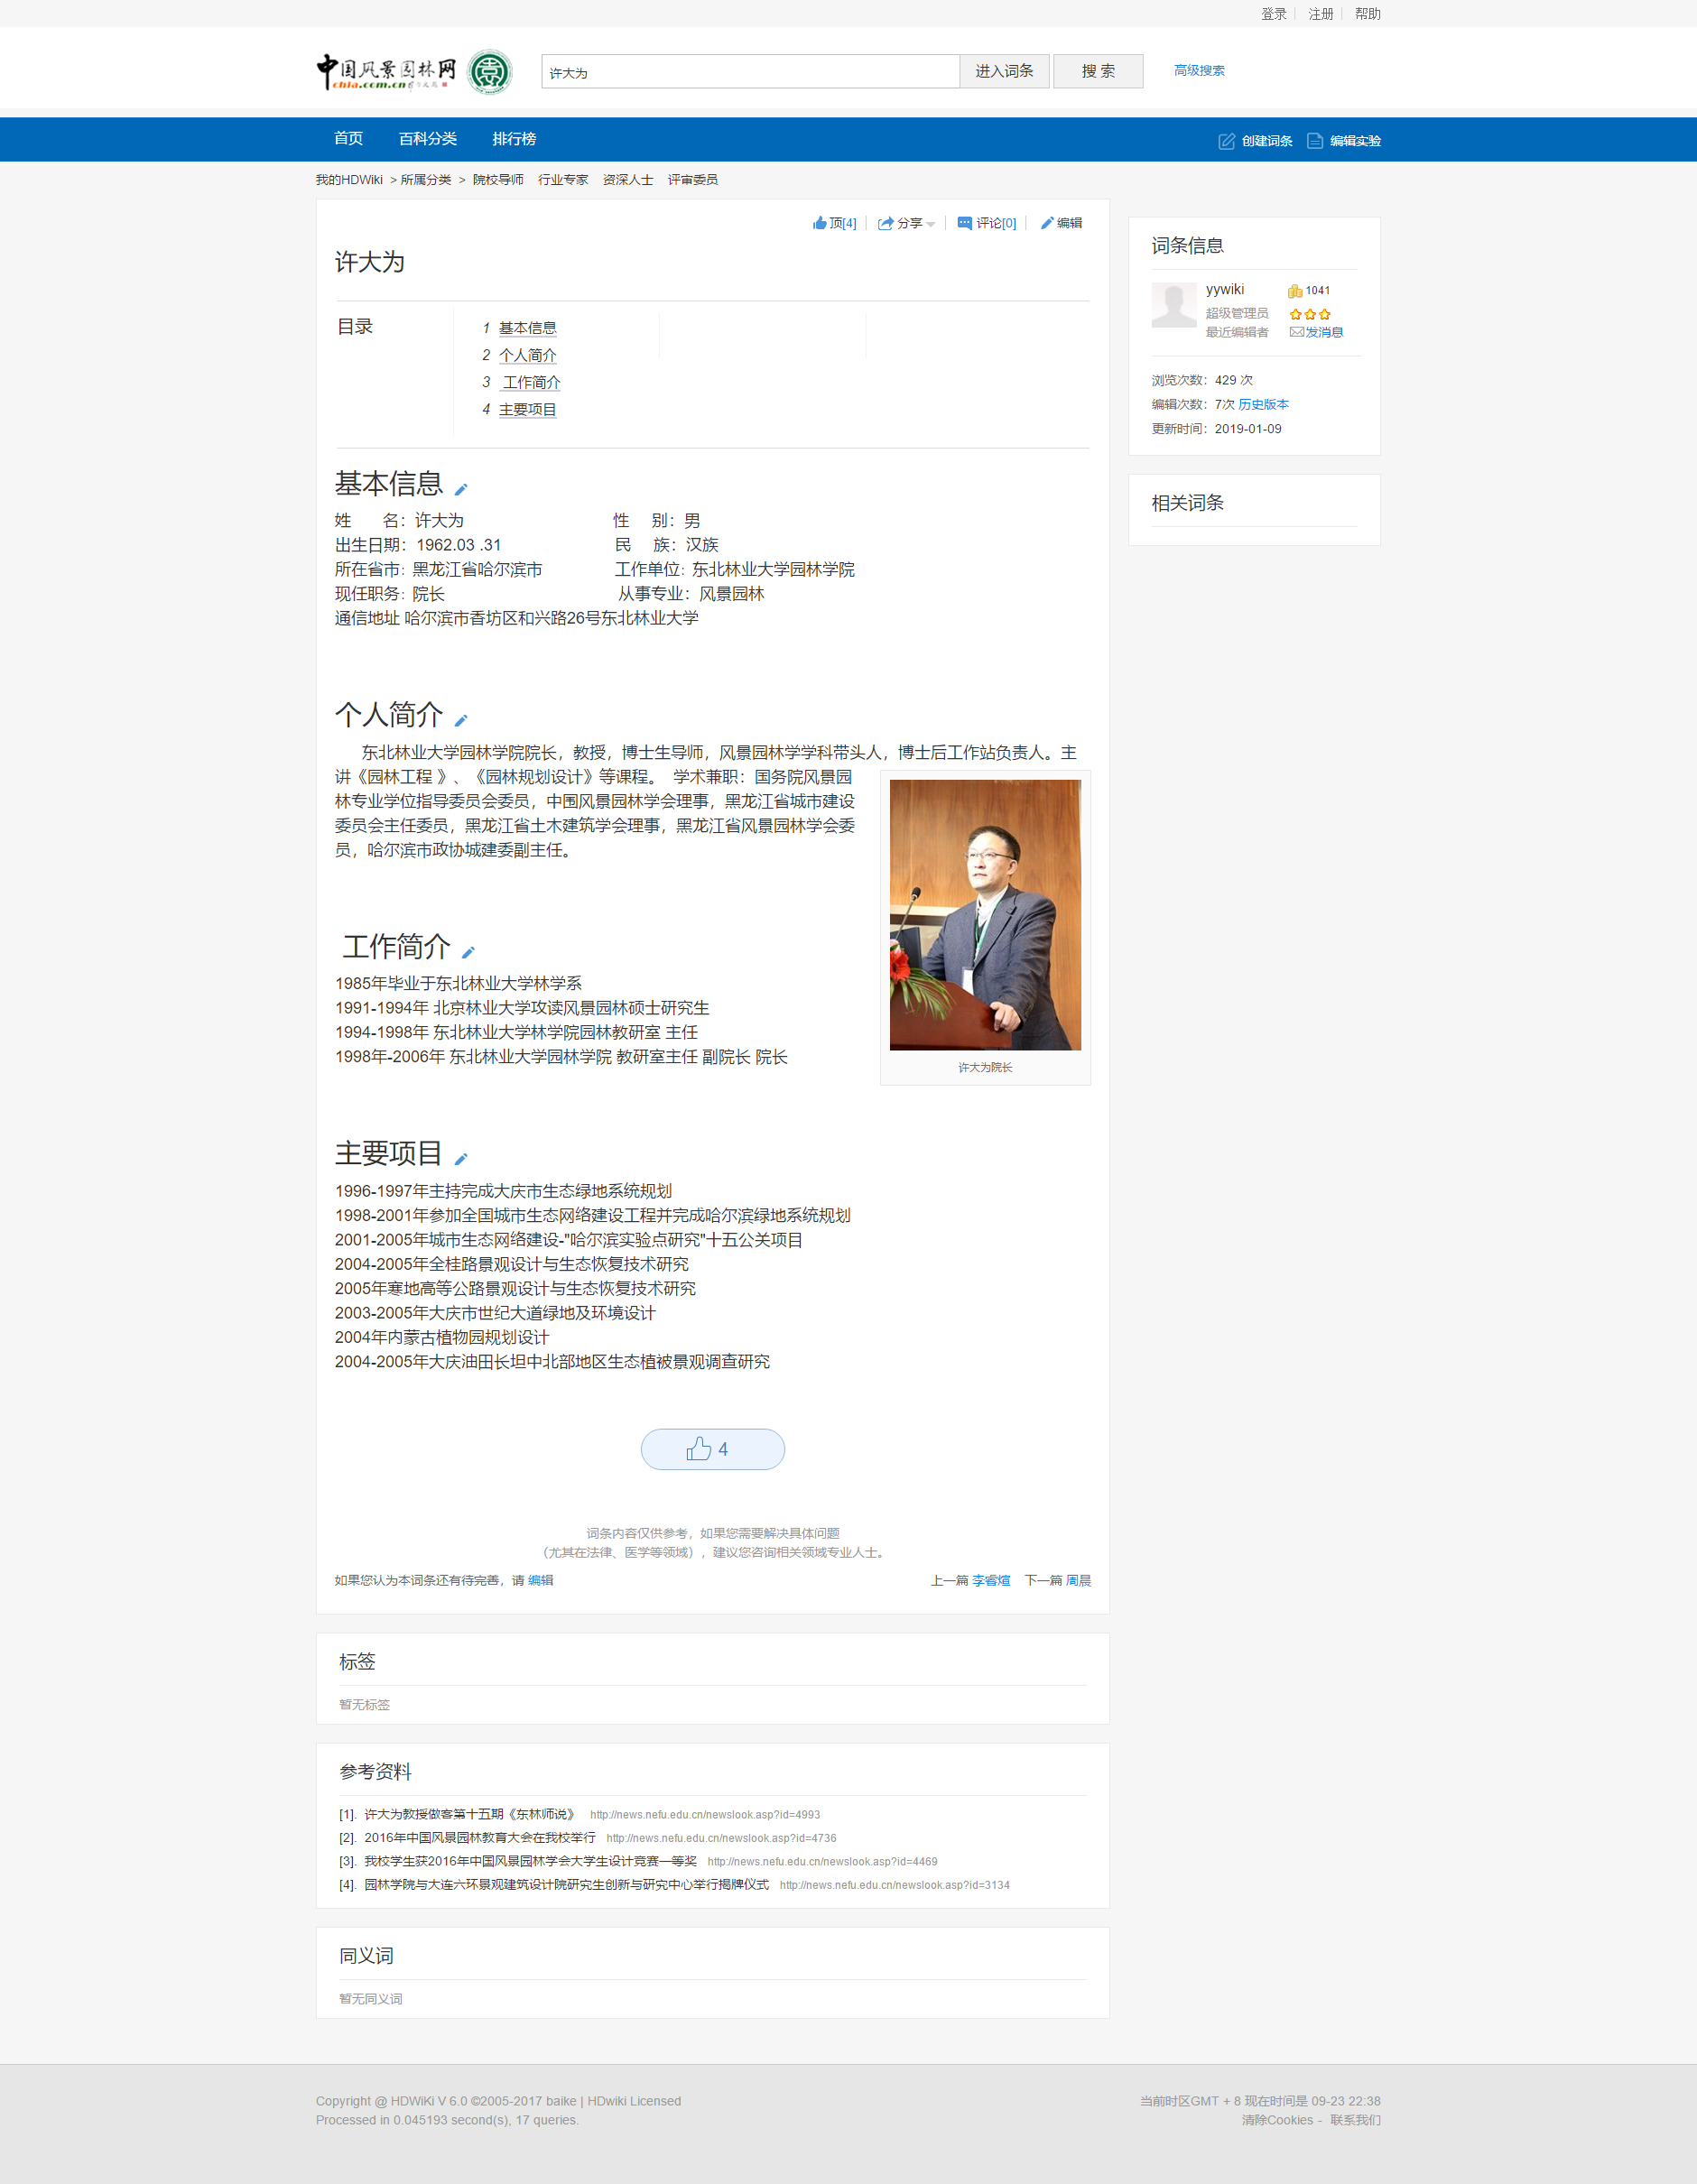 登录 注册 帮助
中国风景园林网
chla.com.cn
许大为 进入词条 搜 索 高级搜索
首页 百科分类 排行榜 创建词条 编辑实验
我的HDWiki > 所属分类 > 院校导师 行业专家 资深人士 评审委员
顶[4] 分享 评论[0] 编辑
许大为
目录
1 基本信息
2 个人简介
3 工作简介
4 主要项目
基本信息
姓 名：许大为 性 别：男
出生日期：1962.03 .31 民 族：汉族
所在省市：黑龙江省哈尔滨市 工作单位：东北林业大学园林学院
现任职务：院长 从事专业：风景园林
通信地址 哈尔滨市香坊区和兴路26号东北林业大学
个人简介
东北林业大学园林学院院长，教授，博士生导师，风景园林学学科带头人，博士后工作站负责人。主
讲《园林工程 》、《园林规划设计》等课程。 学术兼职：国务院风景园
林专业学位指导委员会委员，中围风景园林学会理事，黑龙江省城市建设
委员会主任委员，黑龙江省土木建筑学会理事，黑龙江省风景园林学会委
员，哈尔滨市政协城建委副主任。
许大为院长
工作简介
1985年毕业于东北林业大学林学系
1991-1994年 北京林业大学攻读风景园林硕士研究生
1994-1998年 东北林业大学林学院园林教研室 主任
1998年-2006年 东北林业大学园林学院 教研室主任 副院长 院长
主要项目
1996-1997年主持完成大庆市生态绿地系统规划
1998-2001年参加全国城市生态网络建设工程并完成哈尔滨绿地系统规划
2001-2005年城市生态网络建设-"哈尔滨实验点研究"十五公关项目
2004-2005年全桂路景观设计与生态恢复技术研究
2005年寒地高等公路景观设计与生态恢复技术研究
2003-2005年大庆市世纪大道绿地及环境设计
2004年内蒙古植物园规划设计
2004-2005年大庆油田长坦中北部地区生态植被景观调查研究
4
词条内容仅供参考，如果您需要解决具体问题
（尤其在法律、医学等领域），建议您咨询相关领域专业人士。
如果您认为本词条还有待完善，请 编辑 上一篇 李睿煊 下一篇 周晨
标签
暂无标签
参考资料
[1]. 许大为教授做客第十五期《东林师说》 http://news.nefu.edu.cn/newslook.asp?id=4993
[2]. 2016年中国风景园林教育大会在我校举行 http://news.nefu.edu.cn/newslook.asp?id=4736
[3]. 我校学生获2016年中国风景园林学会大学生设计竞赛一等奖 http://news.nefu.edu.cn/newslook.asp?id=4469
[4]. 园林学院与大连六环景观建筑设计院研究生创新与研究中心举行揭牌仪式 http://news.nefu.edu.cn/newslook.asp?id=3134
同义词
暂无同义词
词条信息
yywiki 1041
超级管理员
最近编辑者 发消息
浏览次数：429 次
编辑次数：7次 历史版本
更新时间：2019-01-09
相关词条
Copyright @ HDWiKi V 6.0 ©2005-2017 baike | HDwiki Licensed
Processed in 0.045193 second(s), 17 queries.
当前时区GMT + 8 现在时间是 09-23 22:38
清除Cookies - 联系我们